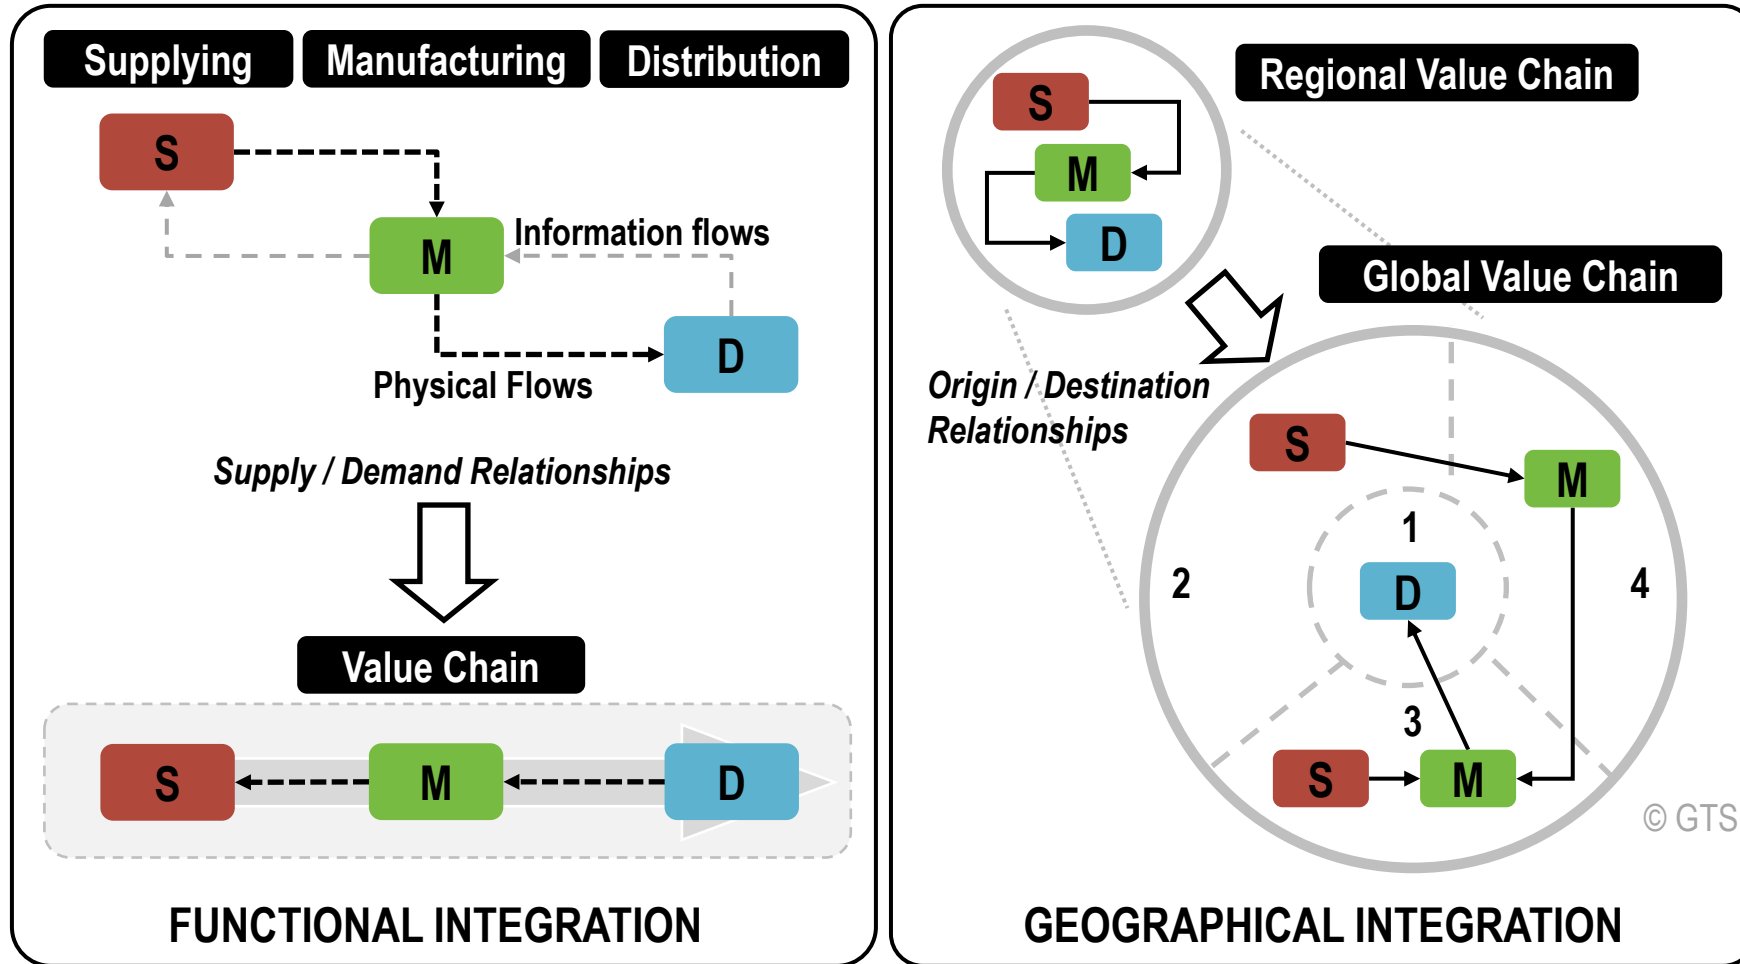 Supplying
Manufacturing
Distribution
S
M
Information flows
D
Physical Flows
Supply / Demand Relationships
Value Chain
S
M
D
FUNCTIONAL INTEGRATION
Regional Value Chain
S
M
D
Global Value Chain
Origin / Destination
Relationships
S
M
1
D
2
4
3
S
M
© GTS
GEOGRAPHICAL INTEGRATION